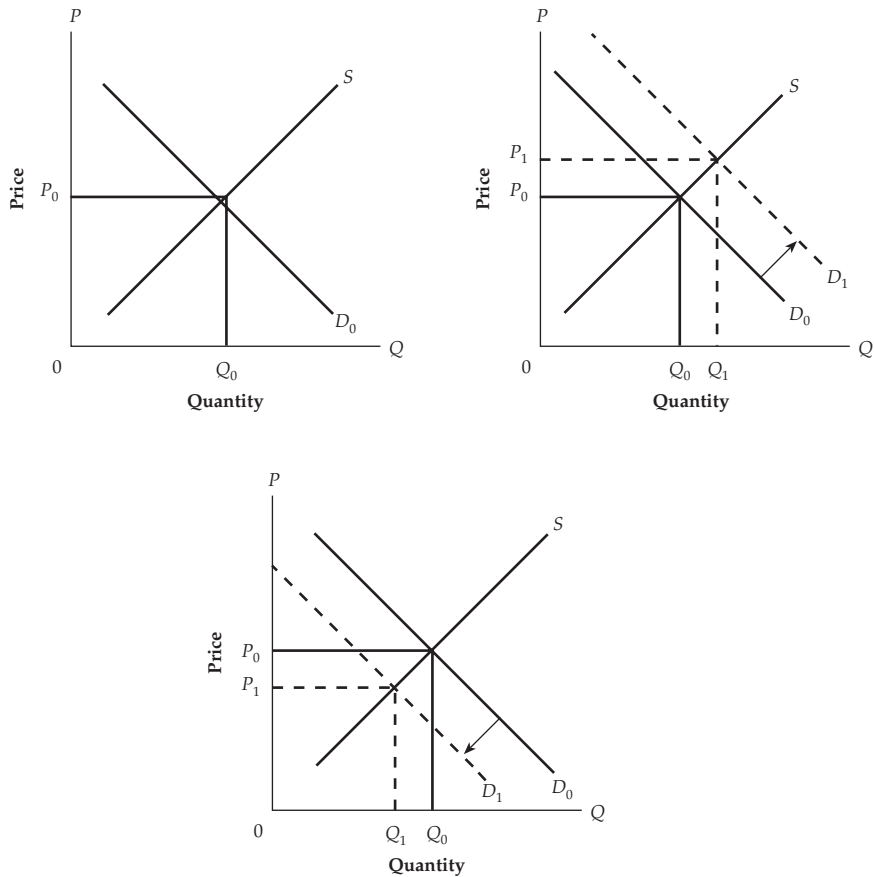 P
S
P₀
Price
D₀
Q
0
Q₀
Quantity
P
S
P₁
P₀
Price
D₁
D₀
Q
0
Q₀ Q₁
Quantity
P
S
P₀
Price
P₁
D₁
D₀
Q
0
Q₁ Q₀
Quantity